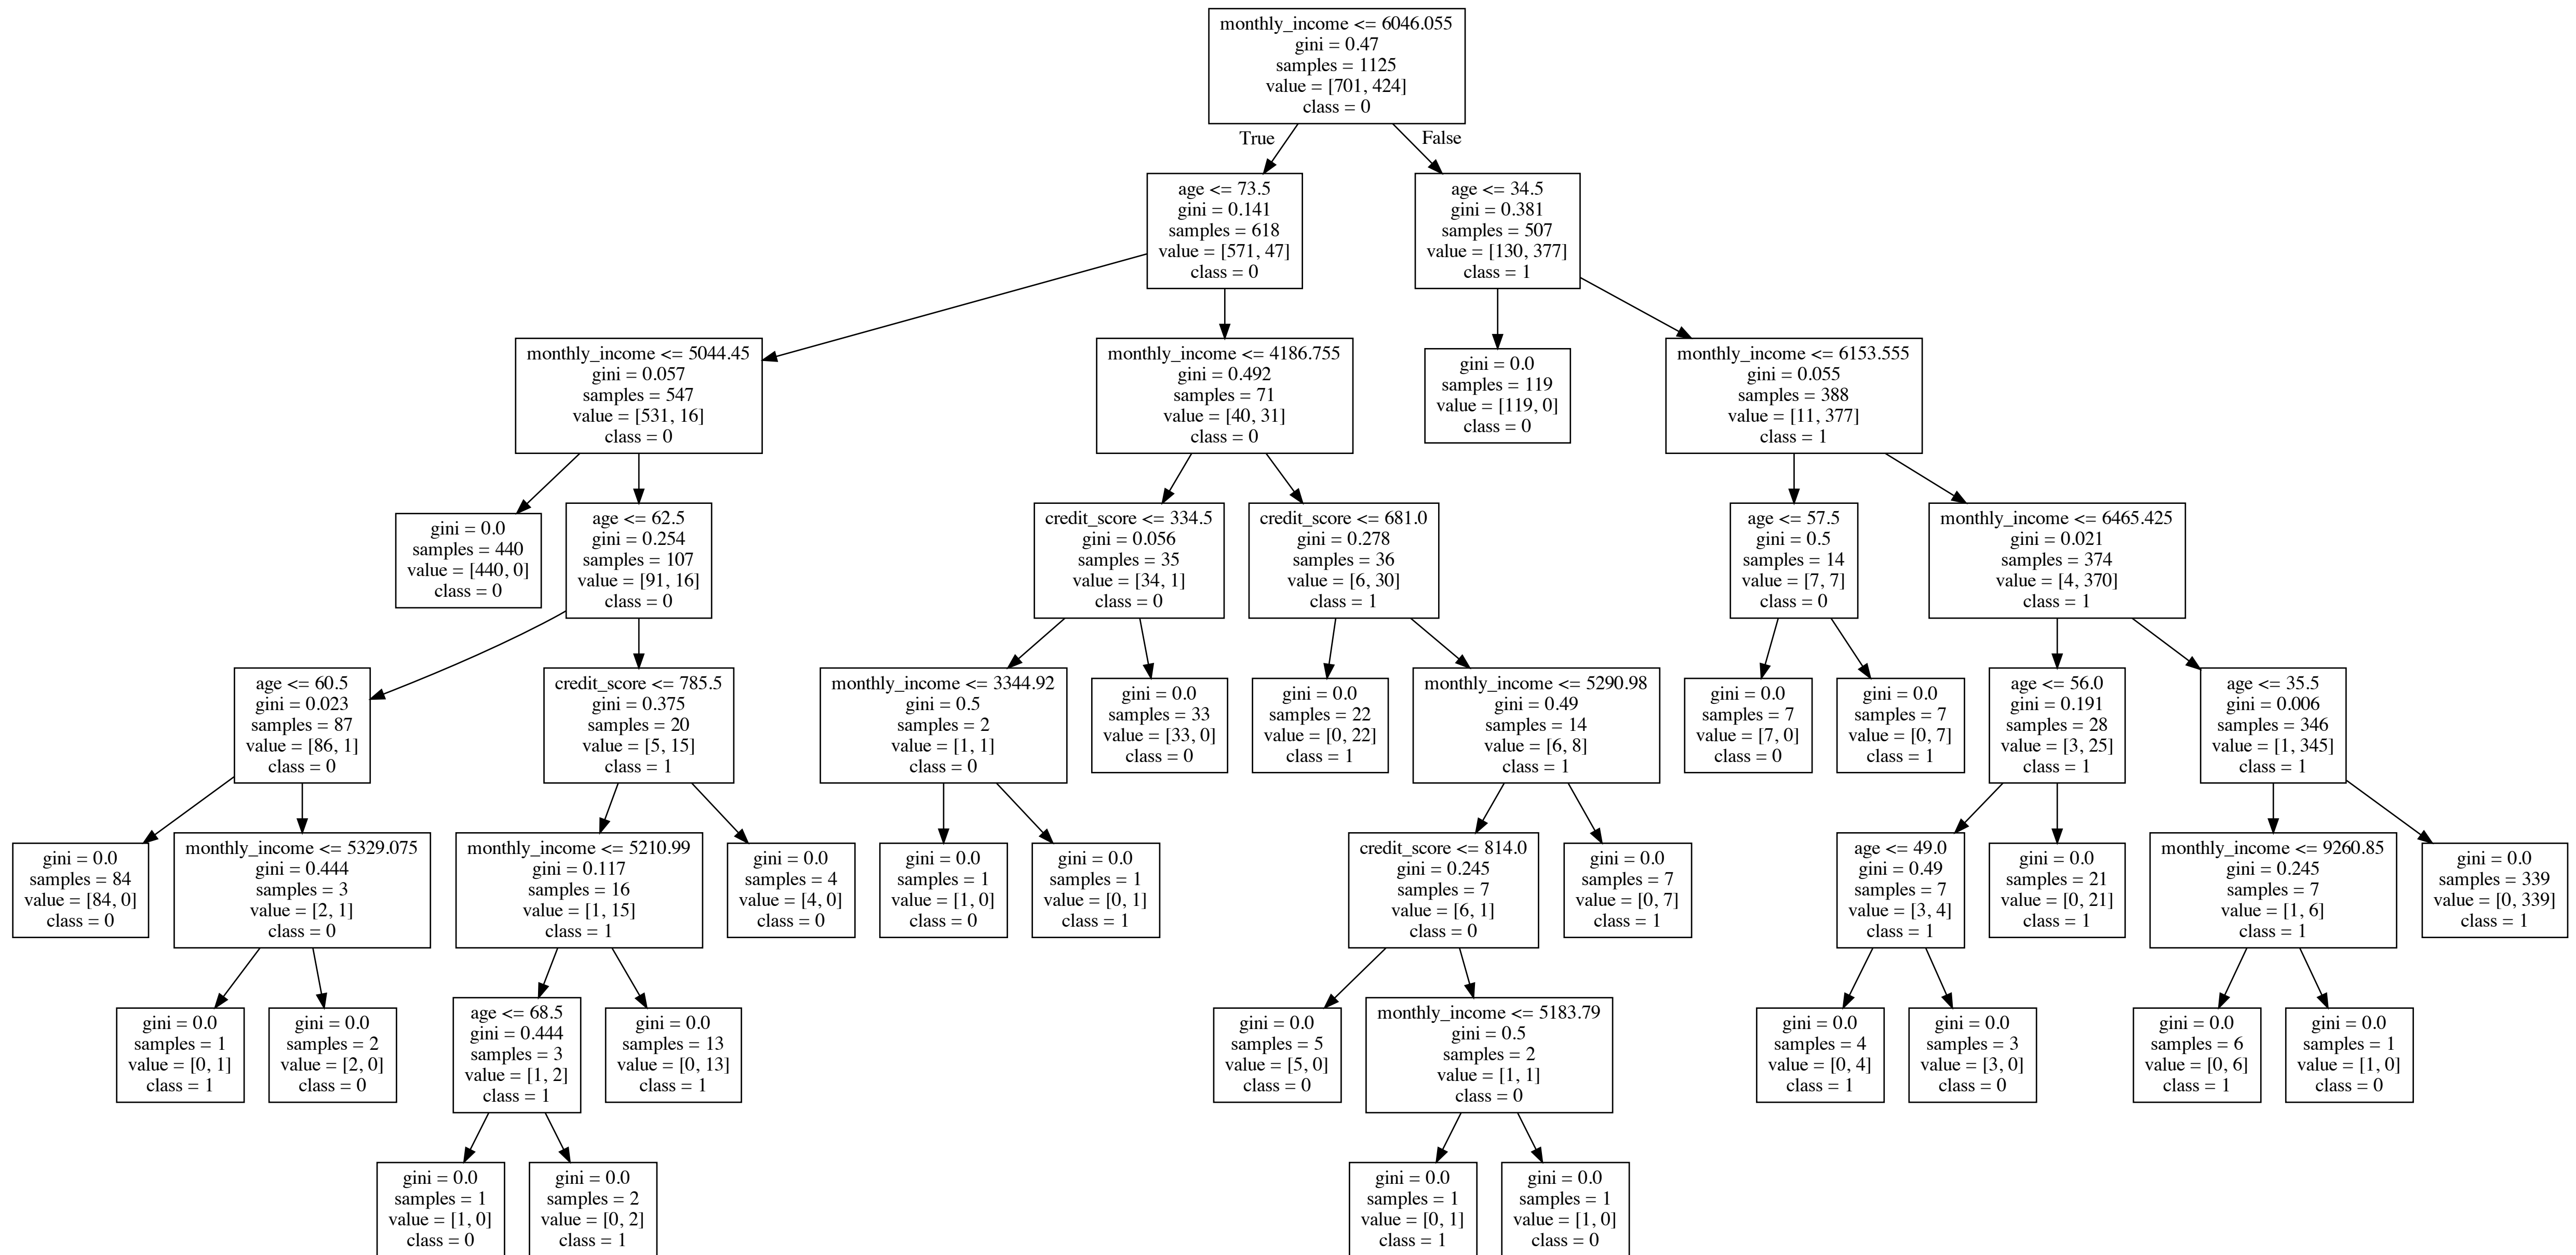 monthly_income <= 6046.055
gini = 0.47
samples = 1125
value = [701, 424]
class = 0
True
False
age <= 73.5
gini = 0.141
samples = 618
value = [571, 47]
class = 0
age <= 34.5
gini = 0.381
samples = 507
value = [130, 377]
class = 1
monthly_income <= 5044.45
gini = 0.057
samples = 547
value = [531, 16]
class = 0
monthly_income <= 4186.755
gini = 0.492
samples = 71
value = [40, 31]
class = 0
gini = 0.0
samples = 119
value = [119, 0]
class = 0
monthly_income <= 6153.555
gini = 0.055
samples = 388
value = [11, 377]
class = 1
gini = 0.0
samples = 440
value = [440, 0]
class = 0
age <= 62.5
gini = 0.254
samples = 107
value = [91, 16]
class = 0
credit_score <= 334.5
gini = 0.056
samples = 35
value = [34, 1]
class = 0
credit_score <= 681.0
gini = 0.278
samples = 36
value = [6, 30]
class = 1
age <= 57.5
gini = 0.5
samples = 14
value = [7, 7]
class = 0
monthly_income <= 6465.425
gini = 0.021
samples = 374
value = [4, 370]
class = 1
age <= 60.5
gini = 0.023
samples = 87
value = [86, 1]
class = 0
credit_score <= 785.5
gini = 0.375
samples = 20
value = [5, 15]
class = 1
monthly_income <= 3344.92
gini = 0.5
samples = 2
value = [1, 1]
class = 0
gini = 0.0
samples = 33
value = [33, 0]
class = 0
gini = 0.0
samples = 22
value = [0, 22]
class = 1
monthly_income <= 5290.98
gini = 0.49
samples = 14
value = [6, 8]
class = 1
gini = 0.0
samples = 7
value = [7, 0]
class = 0
gini = 0.0
samples = 7
value = [0, 7]
class = 1
age <= 56.0
gini = 0.191
samples = 28
value = [3, 25]
class = 1
age <= 35.5
gini = 0.006
samples = 346
value = [1, 345]
class = 1
gini = 0.0
samples = 84
value = [84, 0]
class = 0
monthly_income <= 5329.075
gini = 0.444
samples = 3
value = [2, 1]
class = 0
monthly_income <= 5210.99
gini = 0.117
samples = 16
value = [1, 15]
class = 1
gini = 0.0
samples = 4
value = [4, 0]
class = 0
gini = 0.0
samples = 1
value = [1, 0]
class = 0
gini = 0.0
samples = 1
value = [0, 1]
class = 1
credit_score <= 814.0
gini = 0.245
samples = 7
value = [6, 1]
class = 0
gini = 0.0
samples = 7
value = [0, 7]
class = 1
age <= 49.0
gini = 0.49
samples = 7
value = [3, 4]
class = 1
gini = 0.0
samples = 21
value = [0, 21]
class = 1
monthly_income <= 9260.85
gini = 0.245
samples = 7
value = [1, 6]
class = 1
gini = 0.0
samples = 339
value = [0, 339]
class = 1
gini = 0.0
samples = 1
value = [0, 1]
class = 1
gini = 0.0
samples = 2
value = [2, 0]
class = 0
age <= 68.5
gini = 0.444
samples = 3
value = [1, 2]
class = 1
gini = 0.0
samples = 13
value = [0, 13]
class = 1
gini = 0.0
samples = 5
value = [5, 0]
class = 0
monthly_income <= 5183.79
gini = 0.5
samples = 2
value = [1, 1]
class = 0
gini = 0.0
samples = 4
value = [0, 4]
class = 1
gini = 0.0
samples = 3
value = [3, 0]
class = 0
gini = 0.0
samples = 6
value = [0, 6]
class = 1
gini = 0.0
samples = 1
value = [1, 0]
class = 0
gini = 0.0
samples = 1
value = [1, 0]
class = 0
gini = 0.0
samples = 2
value = [0, 2]
class = 1
gini = 0.0
samples = 1
value = [0, 1]
class = 1
gini = 0.0
samples = 1
value = [1, 0]
class = 0